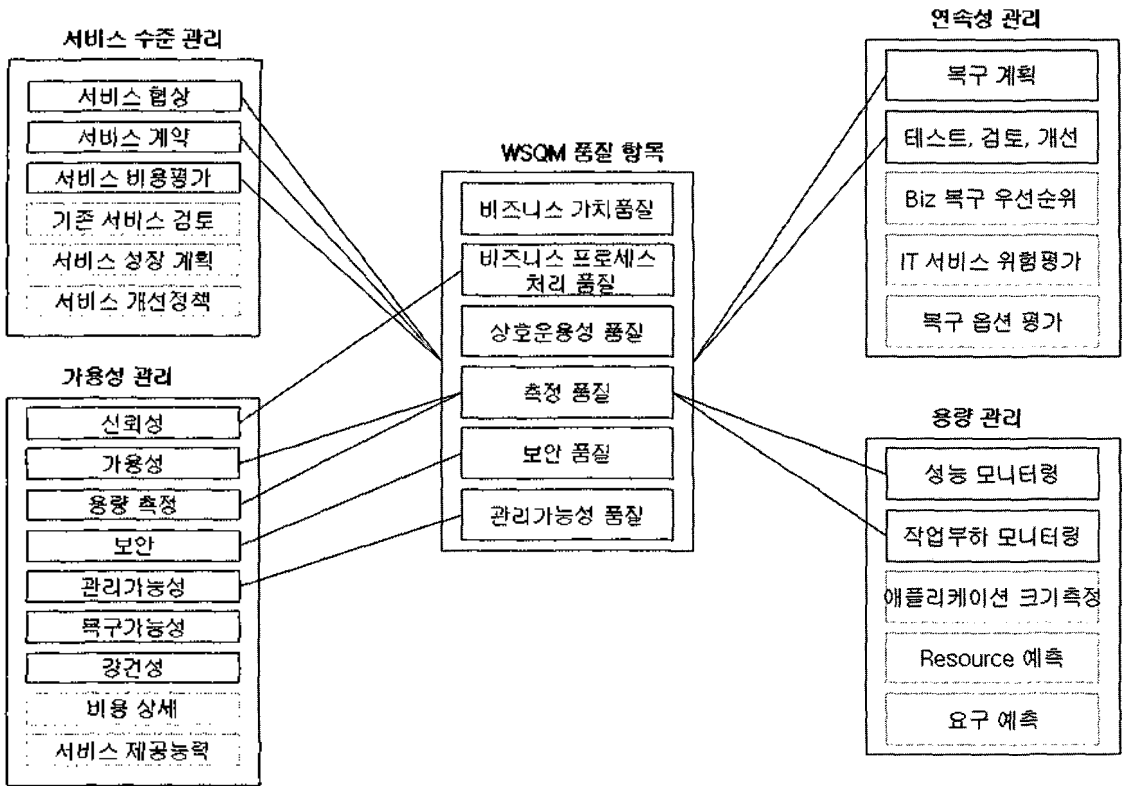 서비스 수준 관리
서비스 협상
서비스 계약
서비스 비용평가
기존 서비스 검토
서비스 성장 계획
서비스 개선정책
가용성 관리
신뢰성
가용성
용량 측정
보안
관리가능성
복구가능성
강건성
비용 상세
서비스 제공능력
WSQM 품질 항목
비즈니스 가치품질
비즈니스 프로세스
처리 품질
상호운용성 품질
측정 품질
보안 품질
관리가능성 품질
연속성 관리
복구 계획
테스트, 검토, 개선
Biz 복구 우선순위
IT 서비스 위험평가
복구 옵션 평가
용량 관리
성능 모니터링
작업부하 모니터링
애플리케이션 크기측정
Resource 예측
요구 예측